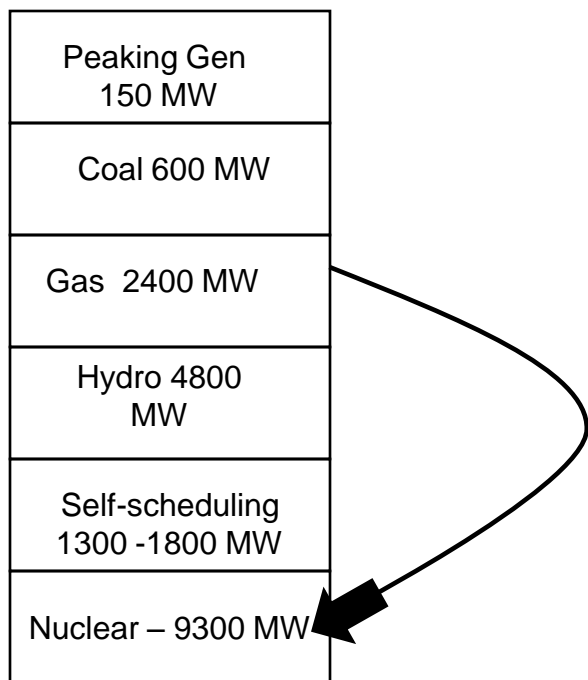 Peaking Gen
150 MW
Coal 600 MW
Gas  2400 MW
Hydro 4800
MW
Self-scheduling
1300 -1800 MW
Nuclear – 9300 MW